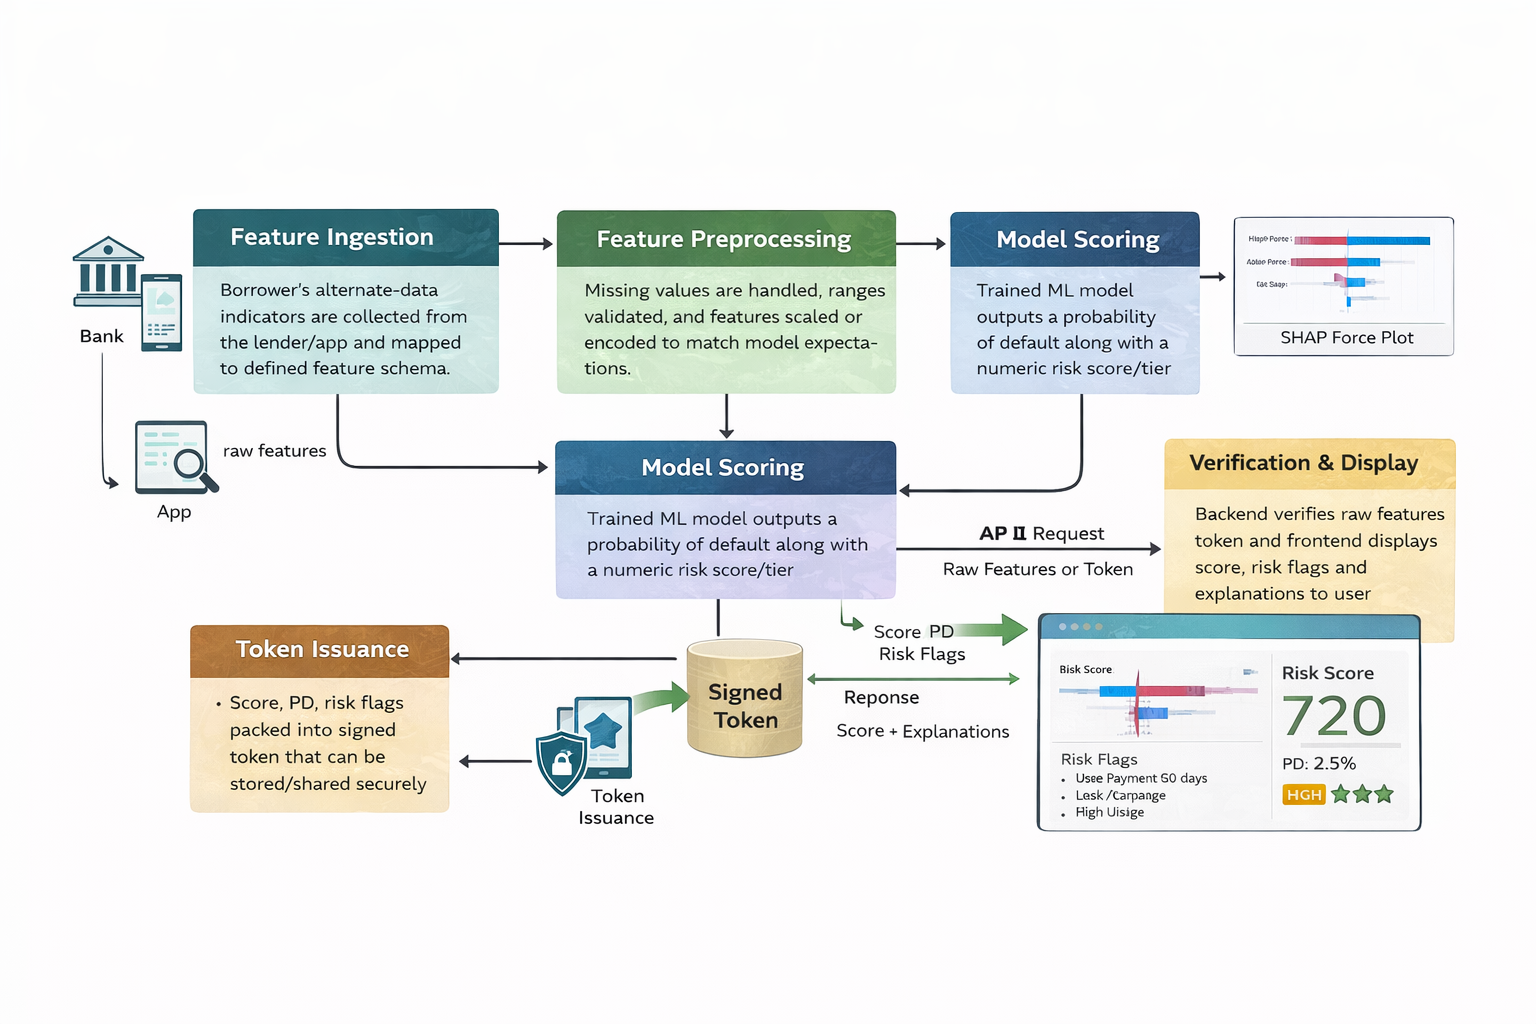 Feature Ingestion
Borrower's alternate-data
indicators are collected from
the lender/app and mapped
to defined feature schema.
Feature Preprocessing
Missing values are handled, ranges
validated, and features scaled or
encoded to match model expecta-
tions.
Model Scoring
Trained ML model
outputs a probability
of default along with a
numeric risk score/tier
SHAP Force Plot
Bank
raw features
App
Model Scoring
Trained ML model outputs a
probability of default along with
a numeric risk score/tier
AP II Request
Raw Features or Token
Verification & Display
Backend verifies raw features
token and frontend displays
score, risk flags and
explanations to user
Score PD
Risk Flags
Token Issuance
• Score, PD, risk flags
packed into signed
token that can be
stored/shared securely
Signed
Token
Reponse
Score + Explanations
Token
Issuance
Bisk Score
Risk Score
720
PD: 2.5%
HGH
Risk Flags
• Usee Payment 60 days
• Lesk /Carpange
• High Uisige